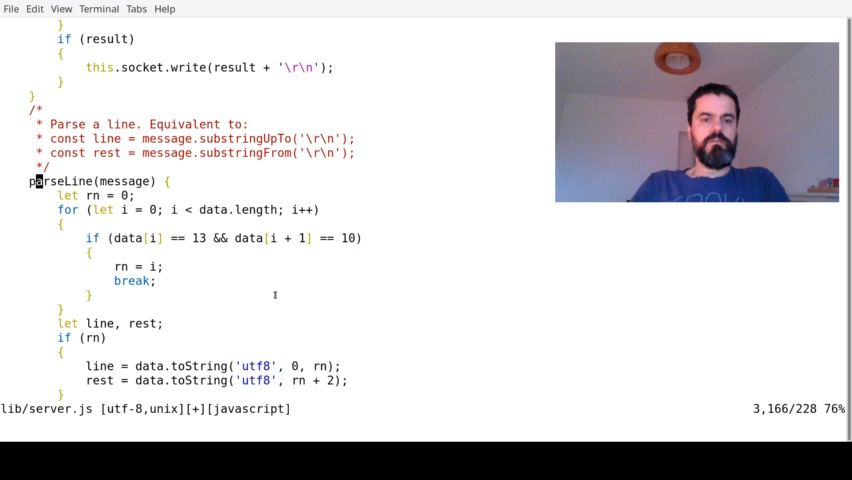 File Edit View Terminal Tabs Help
}
if (result)
{
this.socket.write(result + '\r\n');
}
}
/*
* Parse a line. Equivalent to:
* const line = message.substringUpTo('\r\n');
* const rest = message.substringFrom('\r\n');
*/
parseLine(message) {
let rn = 0;
for (let i = 0; i < data.length; i++)
{
if (data[i] == 13 && data[i + 1] == 10)
{
rn = i;
break;
}
}
let line, rest;
if (rn)
{
line = data.toString('utf8', 0, rn);
rest = data.toString('utf8', rn + 2);
}
lib/server.js [utf-8,unix][+][javascript] 3,166/228 76%